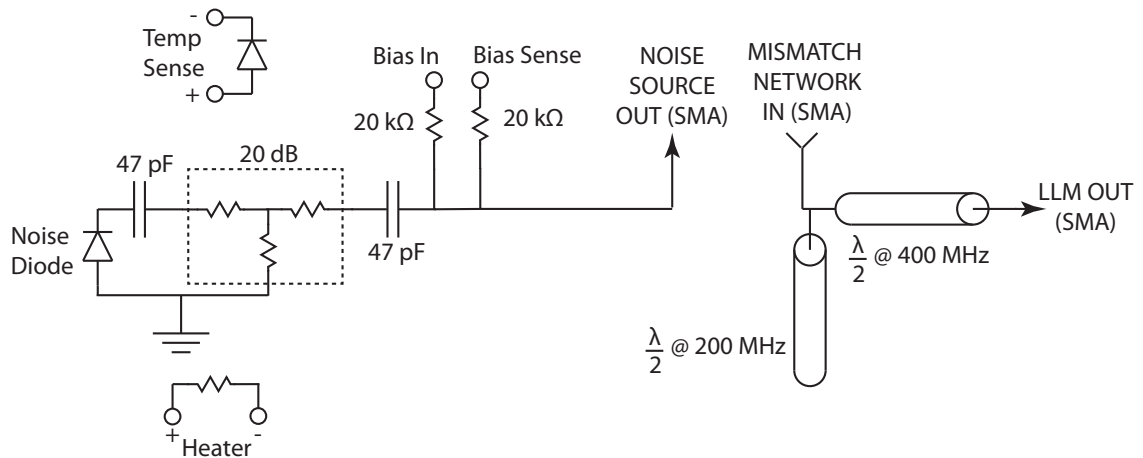 -
Temp
Sense
+
Bias In
Bias Sense
20 kΩ
20 kΩ
NOISE
SOURCE
OUT (SMA)
MISMATCH
NETWORK
IN (SMA)
20 dB
47 pF
47 pF
Noise
Diode
LLM OUT
(SMA)
λ
2
@ 400 MHz
λ
2
@ 200 MHz
+
-
Heater